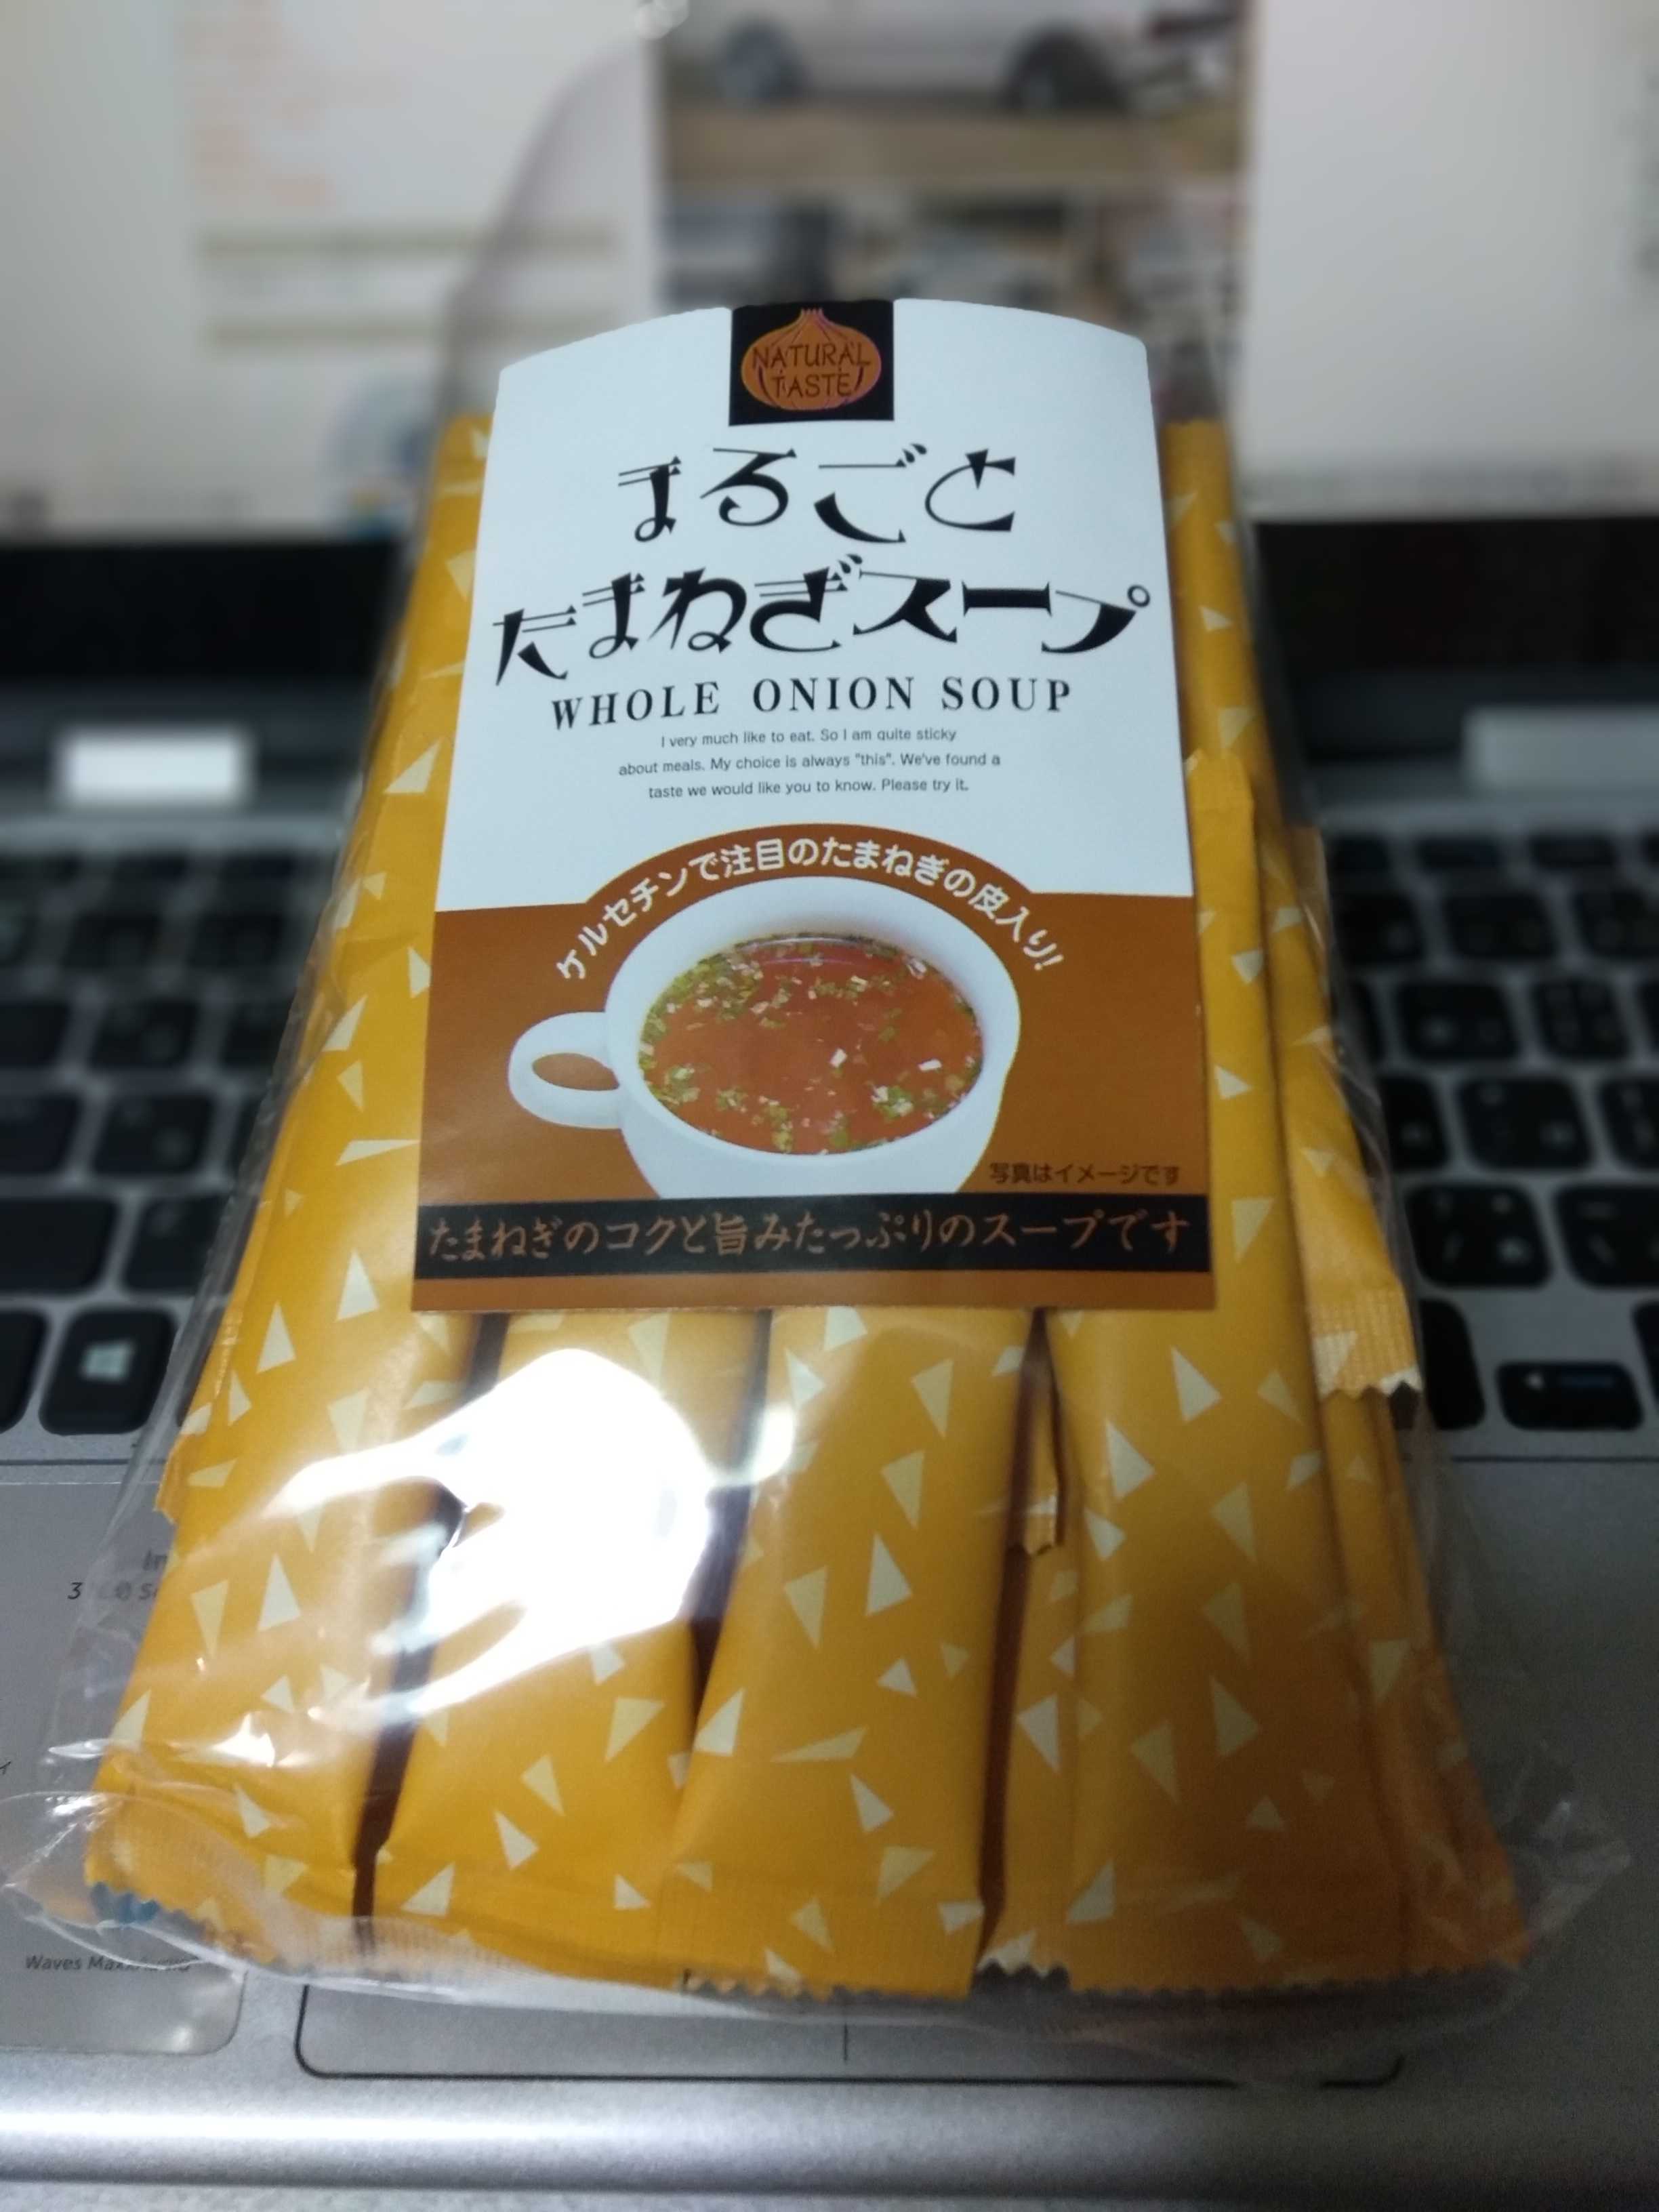 NATURAL
TASTE
まるごと
たまねぎスープ
WHOLE ONION SOUP
I very much like to eat. So I am quite sticky
about meals. My choice is always "this". We've found a
taste we would like you to know. Please try it.
ケルセチンで注目のたまねぎの皮入り!
写真はイメージです
たまねぎのコクと旨みたっぷりのスープです
Waves